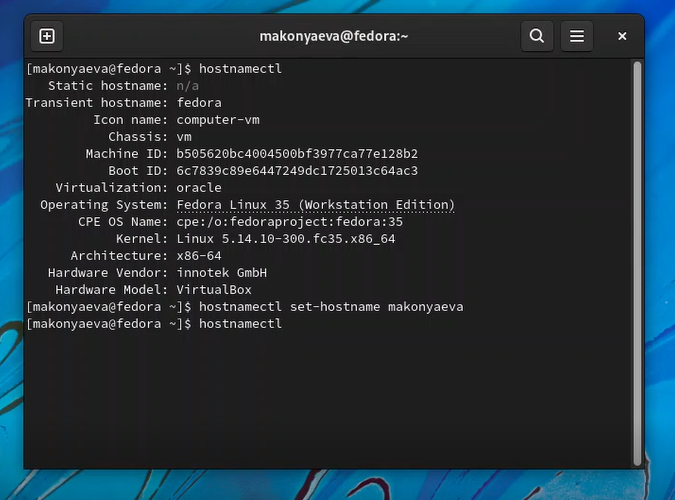 makonyaeva@fedora:~
[makonyaeva@fedora ~]$ hostnamectl
Static hostname: n/a
Transient hostname: fedora
Icon name: computer-vm
Chassis: vm
Machine ID: b505620bc4004500bf3977ca77e128b2
Boot ID: 6c7839c89e6447249dc1725013c64ac3
Virtualization: oracle
Operating System: Fedora Linux 35 (Workstation Edition)
CPE OS Name: cpe:/o:fedoraproject:fedora:35
Kernel: Linux 5.14.10-300.fc35.x86_64
Architecture: x86-64
Hardware Vendor: innotek GmbH
Hardware Model: VirtualBox
[makonyaeva@fedora ~]$ hostnamectl set-hostname makonyaeva
[makonyaeva@fedora ~]$ hostnamectl